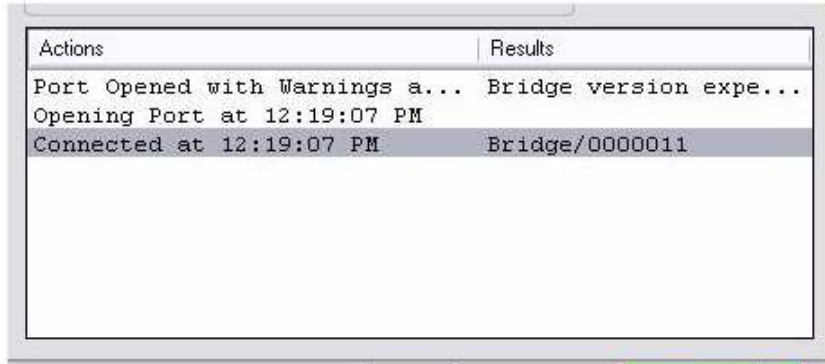 Actions Results
Port Opened with Warnings a... Bridge version expe...
Opening Port at 12:19:07 PM
Connected at 12:19:07 PM Bridge/0000011